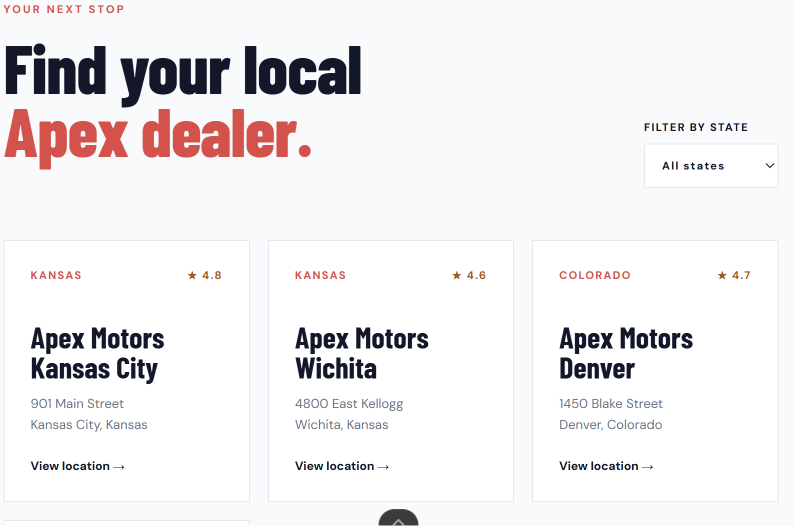 YOUR NEXT STOP
Find your local
Apex dealer.
FILTER BY STATE
All states
KANSAS
★ 4.8
Apex Motors
Kansas City
901 Main Street
Kansas City, Kansas
View location →
KANSAS
★ 4.6
Apex Motors
Wichita
4800 East Kellogg
Wichita, Kansas
View location →
COLORADO
★ 4.7
Apex Motors
Denver
1450 Blake Street
Denver, Colorado
View location →